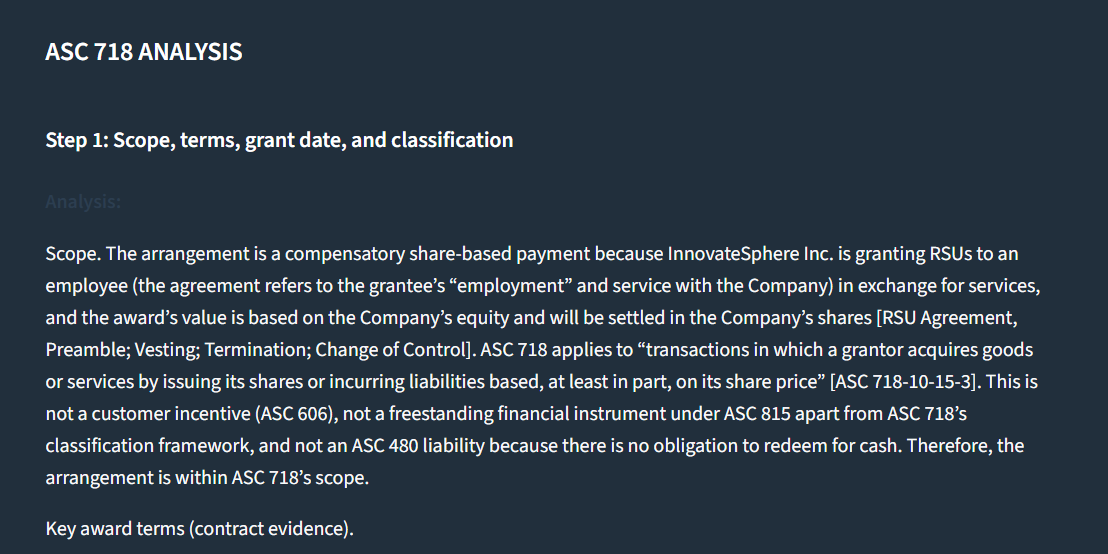 ASC 718 ANALYSIS
Step 1: Scope, terms, grant date, and classification
Analysis:
Scope. The arrangement is a compensatory share-based payment because InnovateSphere Inc. is granting RSUs to an
employee (the agreement refers to the grantee’s “employment” and service with the Company) in exchange for services,
and the award’s value is based on the Company’s equity and will be settled in the Company’s shares [RSU Agreement,
Preamble; Vesting; Termination; Change of Control]. ASC 718 applies to “transactions in which a grantor acquires goods
or services by issuing its shares or incurring liabilities based, at least in part, on its share price” [ASC 718-10-15-3]. This is
not a customer incentive (ASC 606), not a freestanding financial instrument under ASC 815 apart from ASC 718’s
classification framework, and not an ASC 480 liability because there is no obligation to redeem for cash. Therefore, the
arrangement is within ASC 718’s scope.
Key award terms (contract evidence).